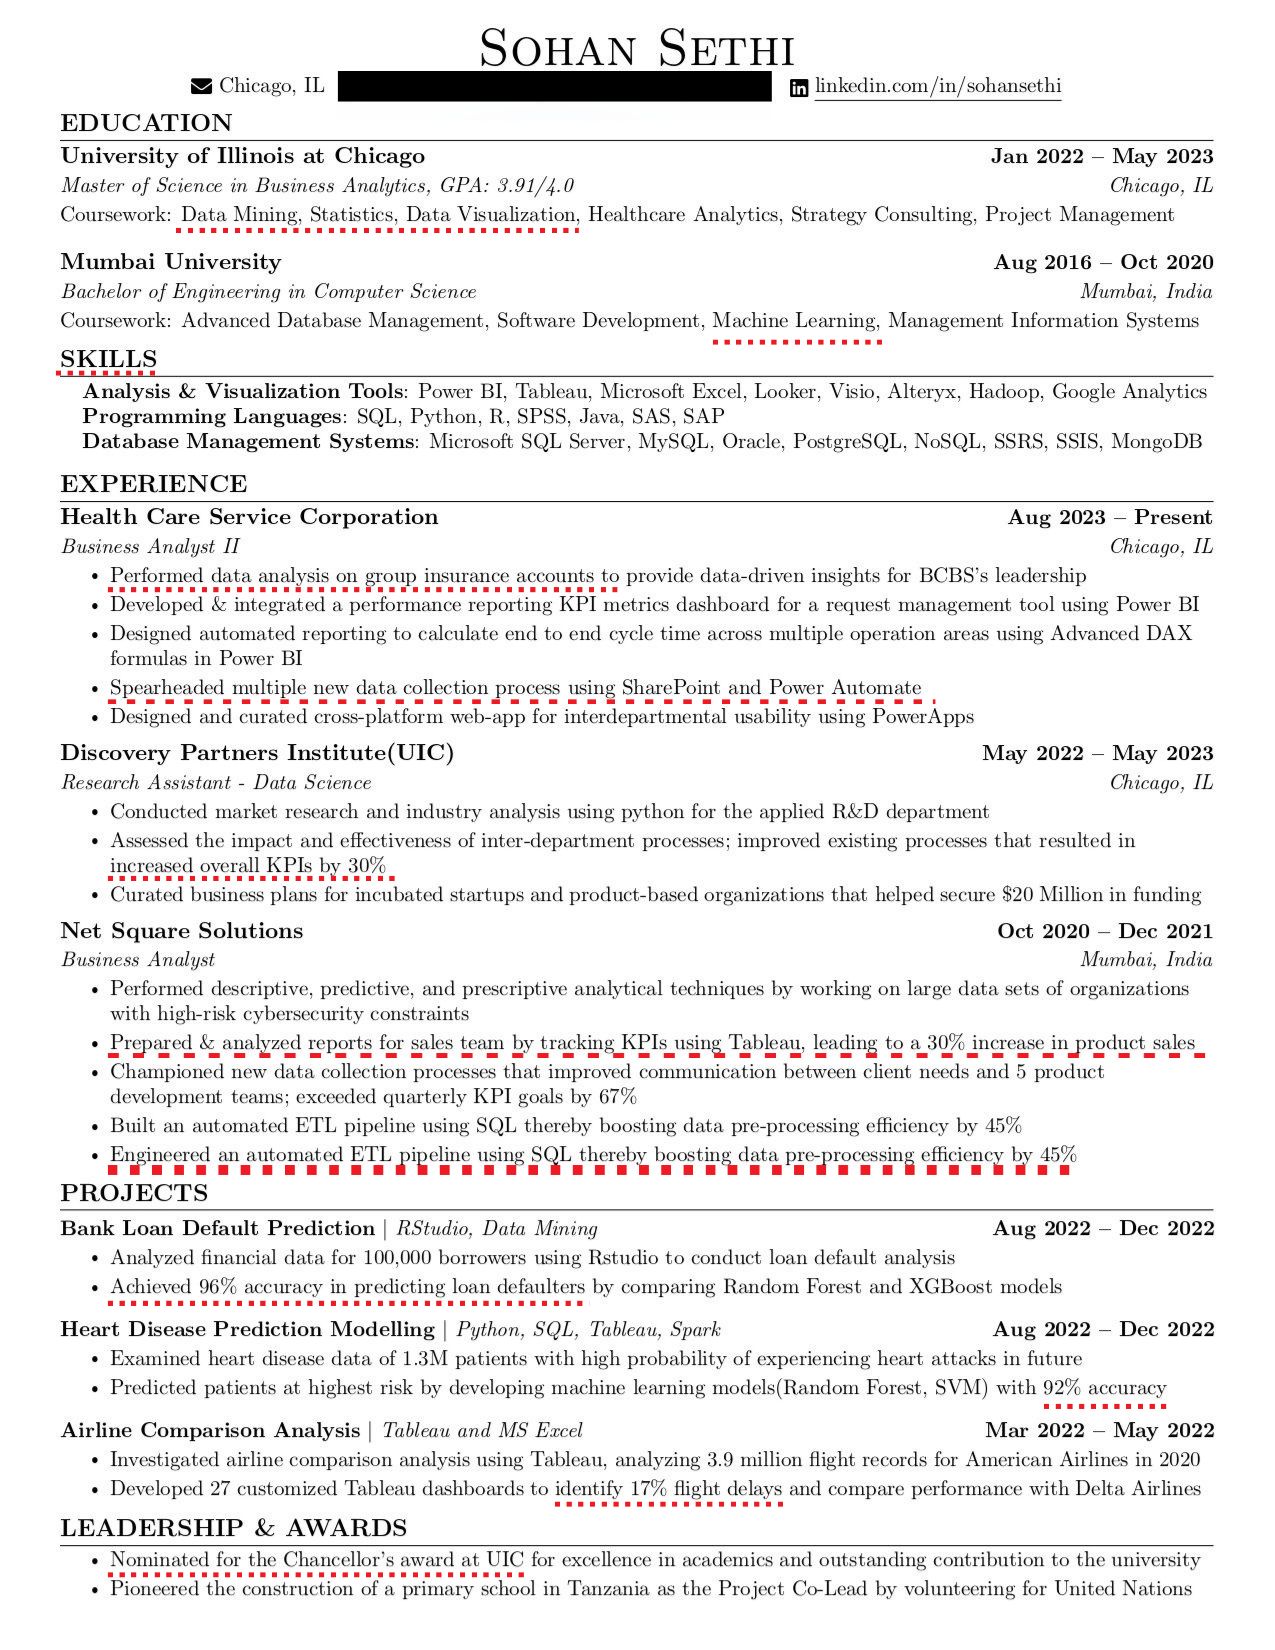 Sohan Sethi
Chicago, IL linkedin.com/in/sohansethi
EDUCATION
University of Illinois at Chicago Jan 2022 – May 2023
Master of Science in Business Analytics, GPA: 3.91/4.0 Chicago, IL
Coursework: Data Mining, Statistics, Data Visualization, Healthcare Analytics, Strategy Consulting, Project Management
Mumbai University Aug 2016 – Oct 2020
Bachelor of Engineering in Computer Science Mumbai, India
Coursework: Advanced Database Management, Software Development, Machine Learning, Management Information Systems
SKILLS
Analysis & Visualization Tools: Power BI, Tableau, Microsoft Excel, Looker, Visio, Alteryx, Hadoop, Google Analytics
Programming Languages: SQL, Python, R, SPSS, Java, SAS, SAP
Database Management Systems: Microsoft SQL Server, MySQL, Oracle, PostgreSQL, NoSQL, SSRS, SSIS, MongoDB
EXPERIENCE
Health Care Service Corporation Aug 2023 – Present
Business Analyst II Chicago, IL
• Performed data analysis on group insurance accounts to provide data-driven insights for BCBS's leadership
• Developed & integrated a performance reporting KPI metrics dashboard for a request management tool using Power BI
• Designed automated reporting to calculate end to end cycle time across multiple operation areas using Advanced DAX
formulas in Power BI
• Spearheaded multiple new data collection process using SharePoint and Power Automate
• Designed and curated cross-platform web-app for interdepartmental usability using PowerApps
Discovery Partners Institute(UIC) May 2022 – May 2023
Research Assistant - Data Science Chicago, IL
• Conducted market research and industry analysis using python for the applied R&D department
• Assessed the impact and effectiveness of inter-department processes; improved existing processes that resulted in
increased overall KPIs by 30%
• Curated business plans for incubated startups and product-based organizations that helped secure $20 Million in funding
Net Square Solutions Oct 2020 – Dec 2021
Business Analyst Mumbai, India
• Performed descriptive, predictive, and prescriptive analytical techniques by working on large data sets of organizations
with high-risk cybersecurity constraints
• Prepared & analyzed reports for sales team by tracking KPIs using Tableau, leading to a 30% increase in product sales
• Championed new data collection processes that improved communication between client needs and 5 product
development teams; exceeded quarterly KPI goals by 67%
• Built an automated ETL pipeline using SQL thereby boosting data pre-processing efficiency by 45%
• Engineered an automated ETL pipeline using SQL thereby boosting data pre-processing efficiency by 45%
PROJECTS
Bank Loan Default Prediction | RStudio, Data Mining Aug 2022 – Dec 2022
• Analyzed financial data for 100,000 borrowers using Rstudio to conduct loan default analysis
• Achieved 96% accuracy in predicting loan defaulters by comparing Random Forest and XGBoost models
Heart Disease Prediction Modelling | Python, SQL, Tableau, Spark Aug 2022 – Dec 2022
• Examined heart disease data of 1.3M patients with high probability of experiencing heart attacks in future
• Predicted patients at highest risk by developing machine learning models(Random Forest, SVM) with 92% accuracy
Airline Comparison Analysis | Tableau and MS Excel Mar 2022 – May 2022
• Investigated airline comparison analysis using Tableau, analyzing 3.9 million flight records for American Airlines in 2020
• Developed 27 customized Tableau dashboards to identify 17% flight delays and compare performance with Delta Airlines
LEADERSHIP & AWARDS
• Nominated for the Chancellor's award at UIC for excellence in academics and outstanding contribution to the university
• Pioneered the construction of a primary school in Tanzania as the Project Co-Lead by volunteering for United Nations